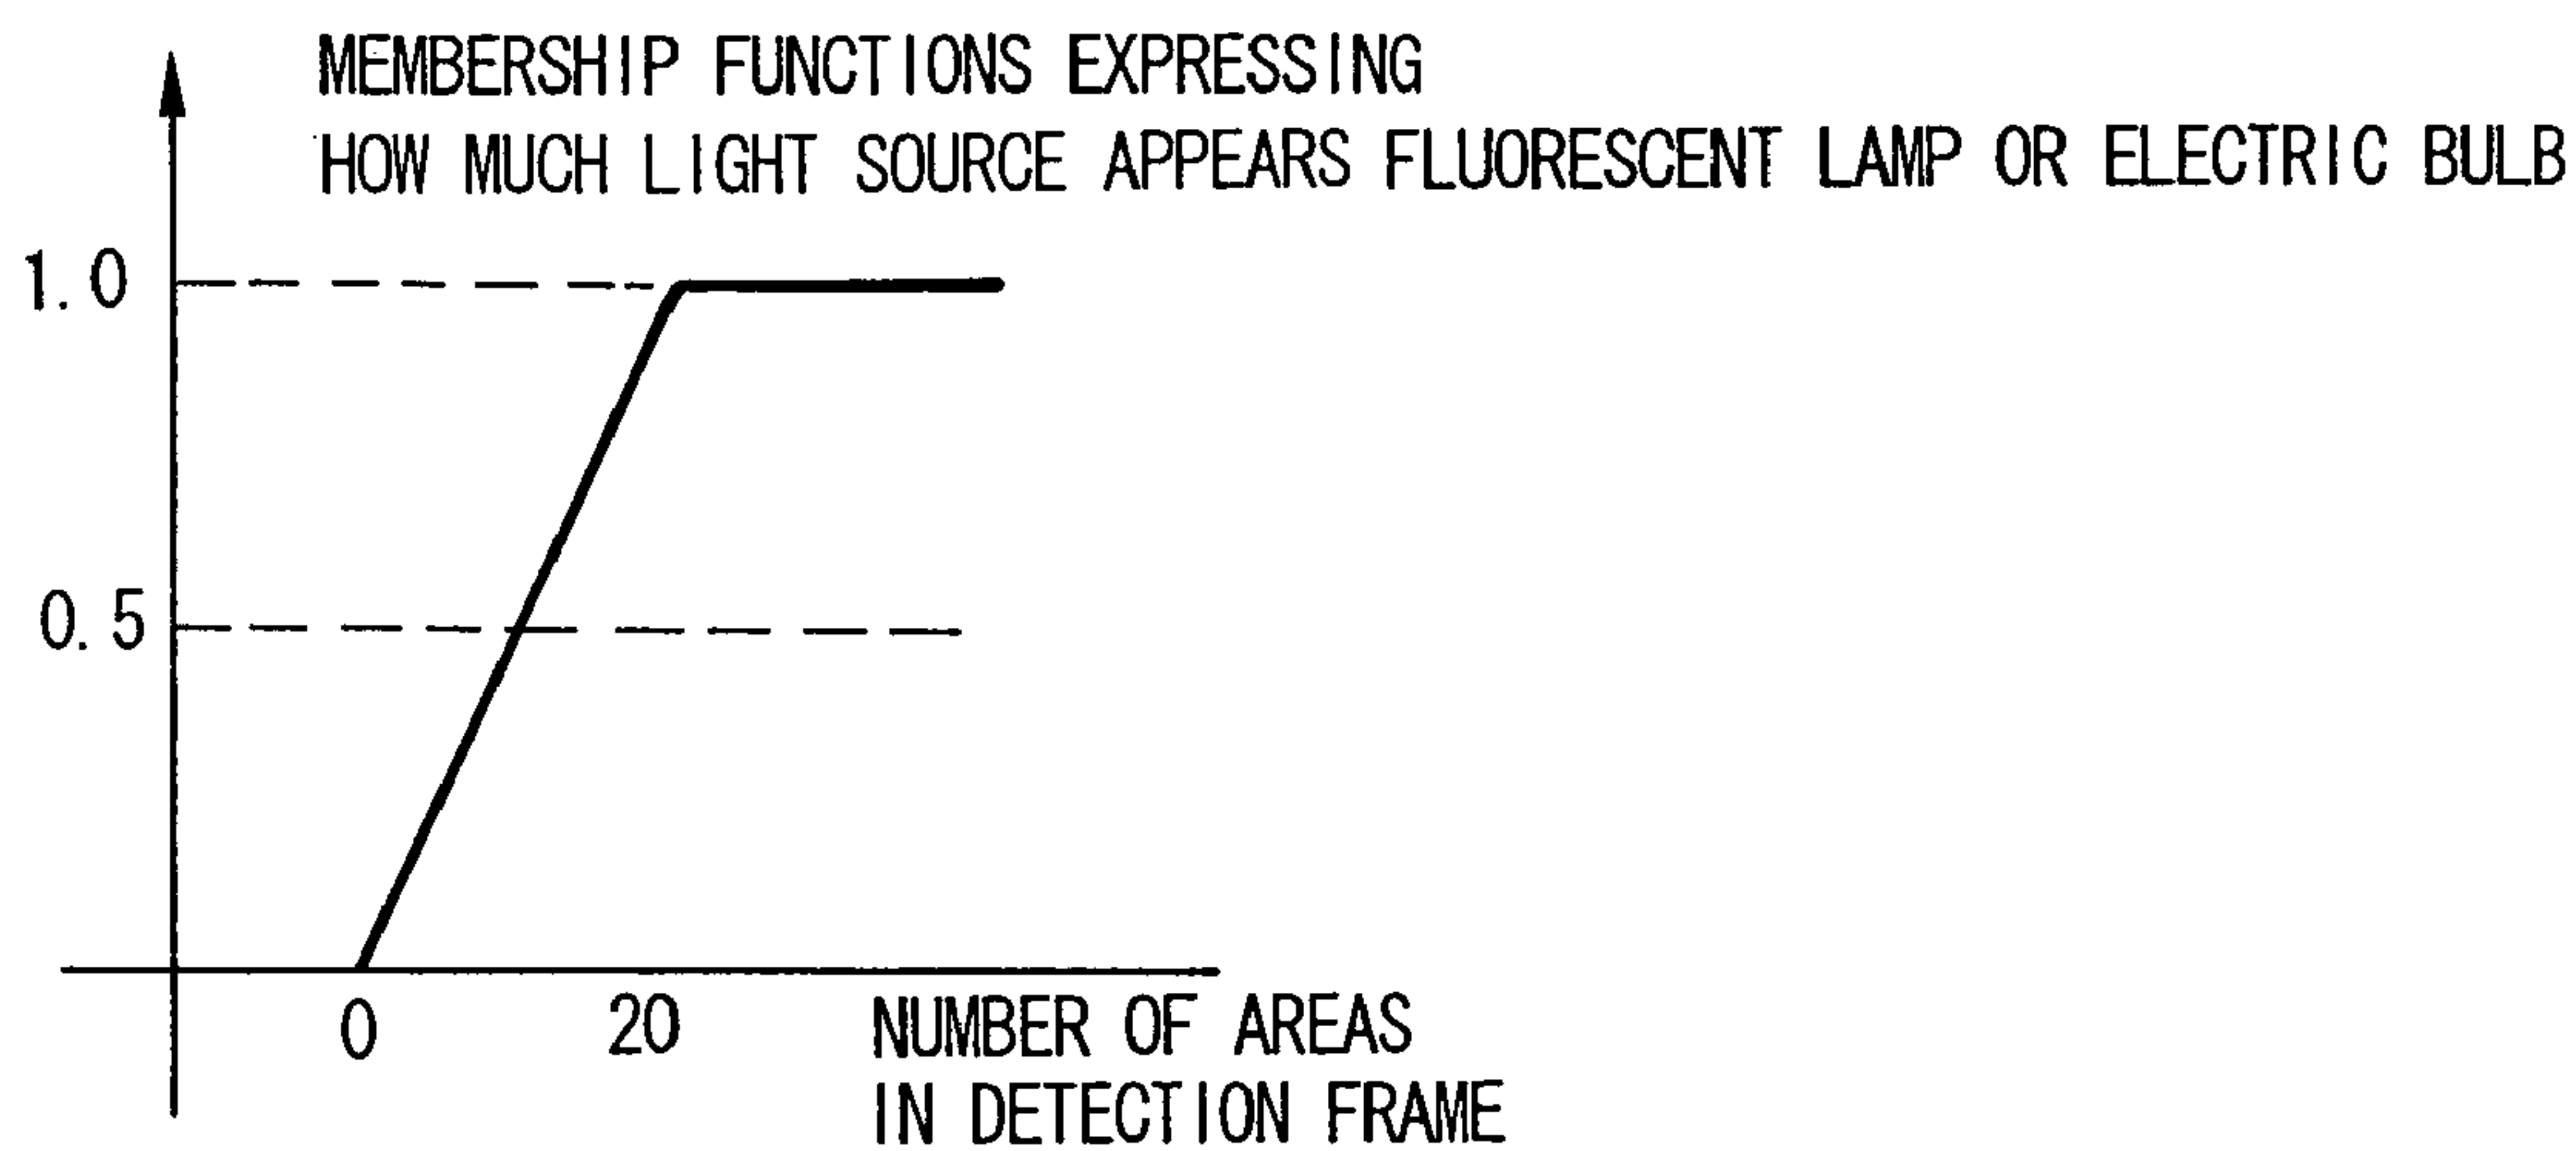 MEMBERSHIP FUNCTIONS EXPRESSING
HOW MUCH LIGHT SOURCE APPEARS FLUORESCENT LAMP OR ELECTRIC BULB
1.0
0.5
0
20
NUMBER OF AREAS
IN DETECTION FRAME